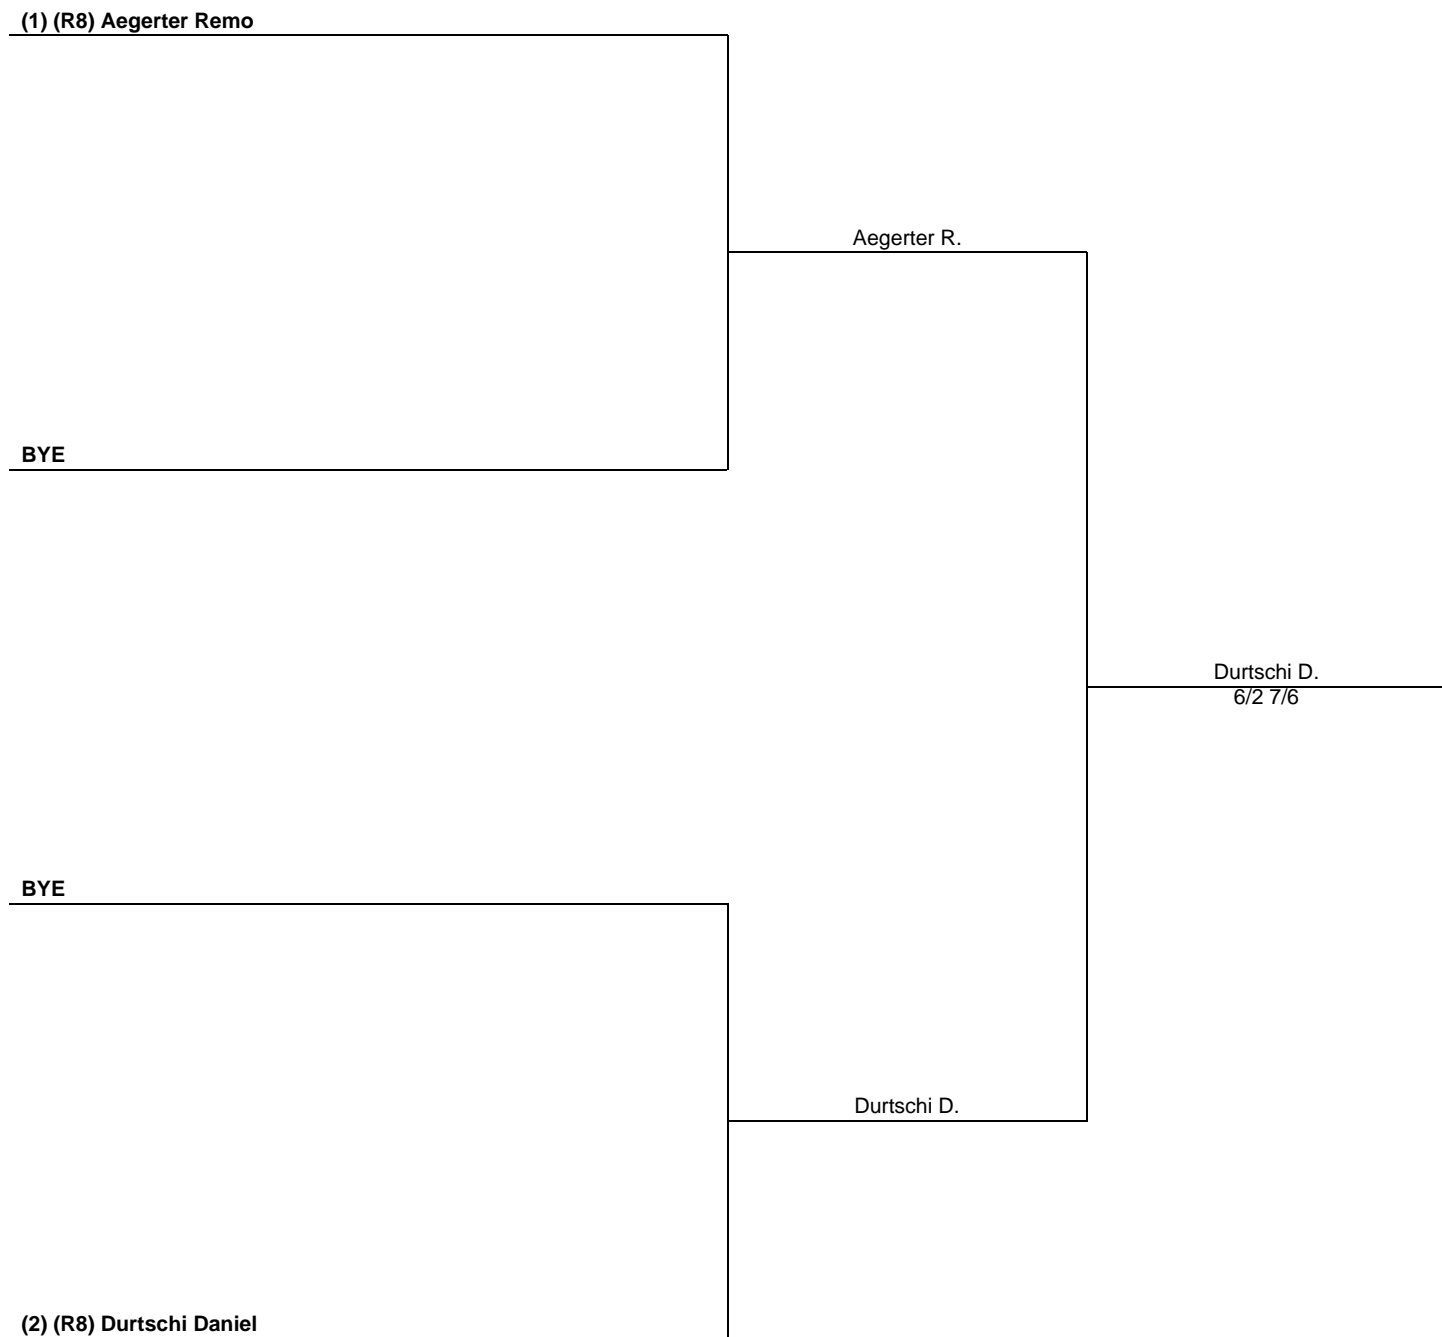 (1) (R8) Aegerter Remo
Aegerter R.
BYE
Durtschi D.
6/2 7/6
BYE
Durtschi D.
(2) (R8) Durtschi Daniel